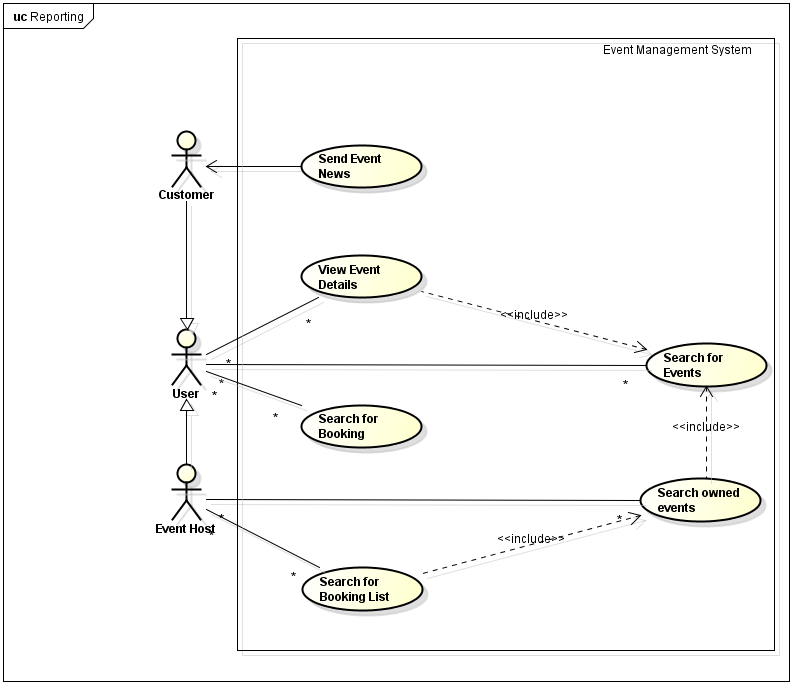 uc Reporting
Event Management System
Send Event
News
Customer
View Event
Details
<<include>>
*
*
User
*
*
*
*
Search for
Events
Search for
Booking
<<include>>
Event Host
*
*
*
*
Search owned
events
<<include>>
Search for
Booking List